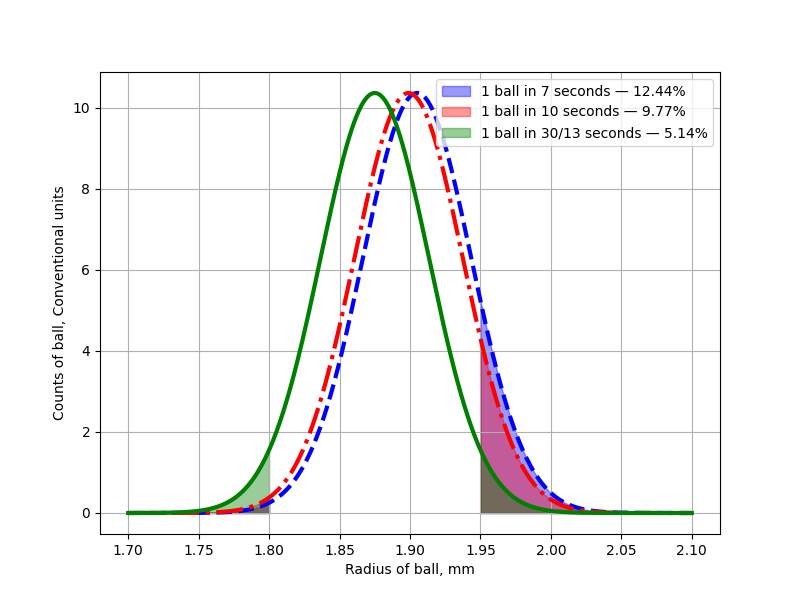 1 ball in 7 seconds — 12.44%
1 ball in 10 seconds — 9.77%
1 ball in 30/13 seconds — 5.14%
10
8
6
4
2
0
Counts of ball, Conventional units
1.70 1.75 1.80 1.85 1.90 1.95 2.00 2.05 2.10
Radius of ball, mm